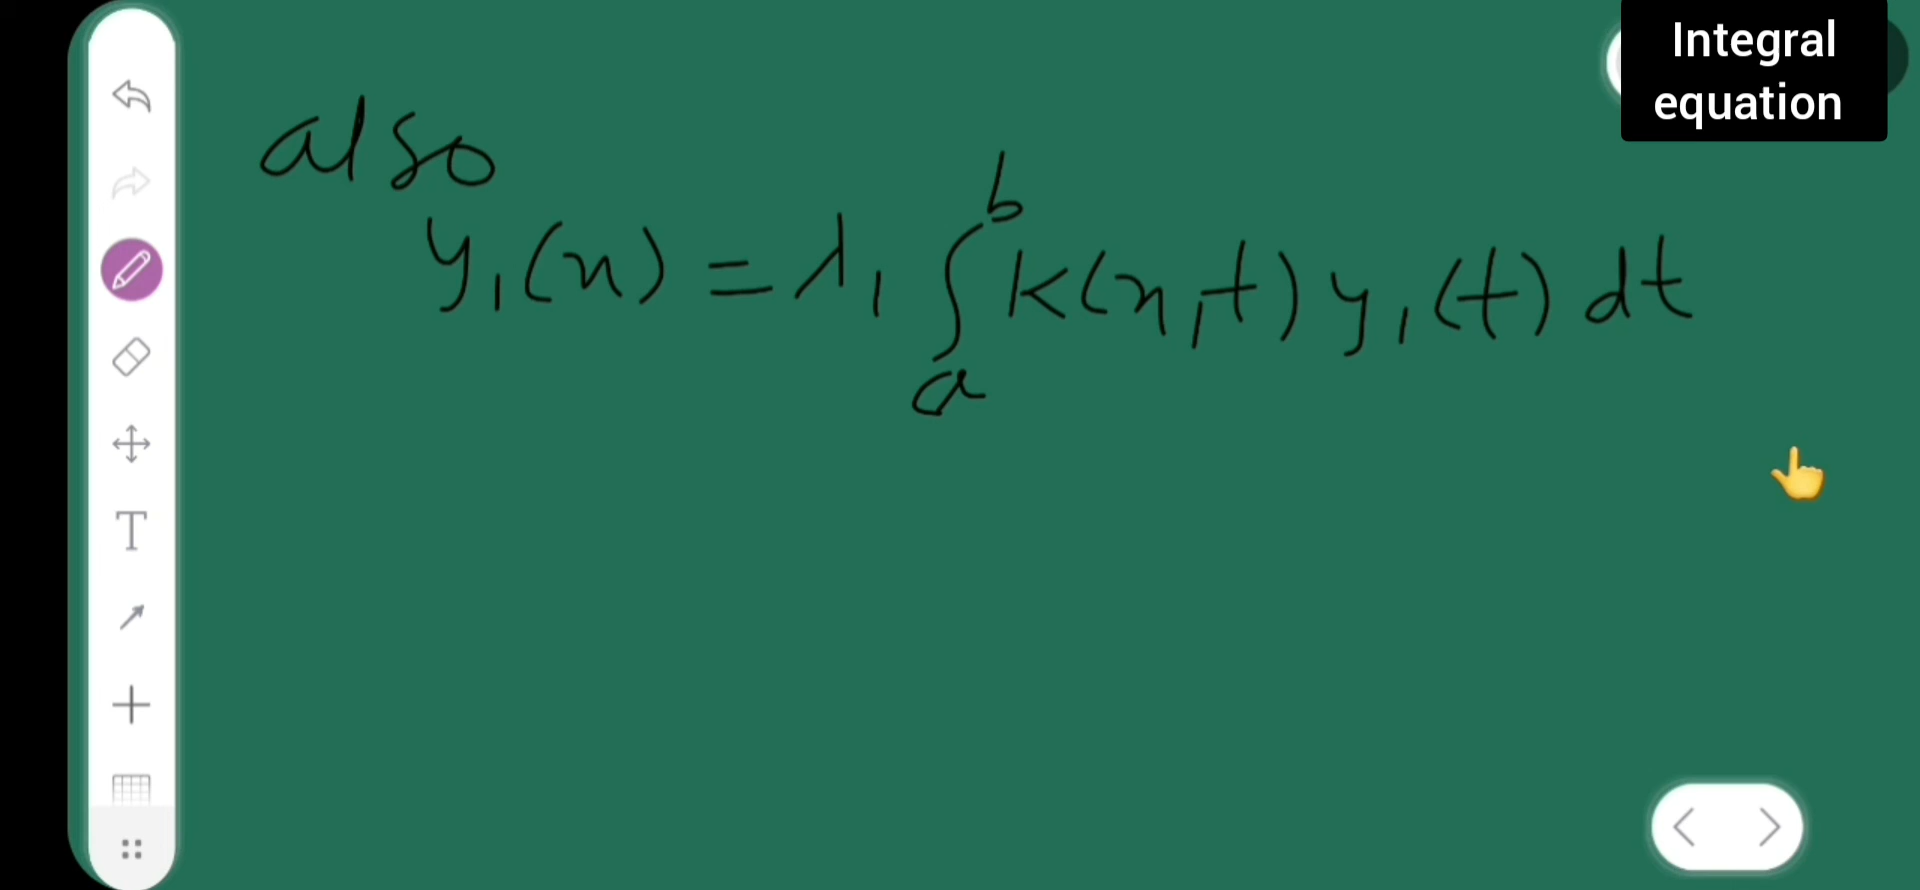 Integral
equation
also
y₁(x) = λ₁ ∫ₐᵇ k(x,t) y₁(t) dt
T